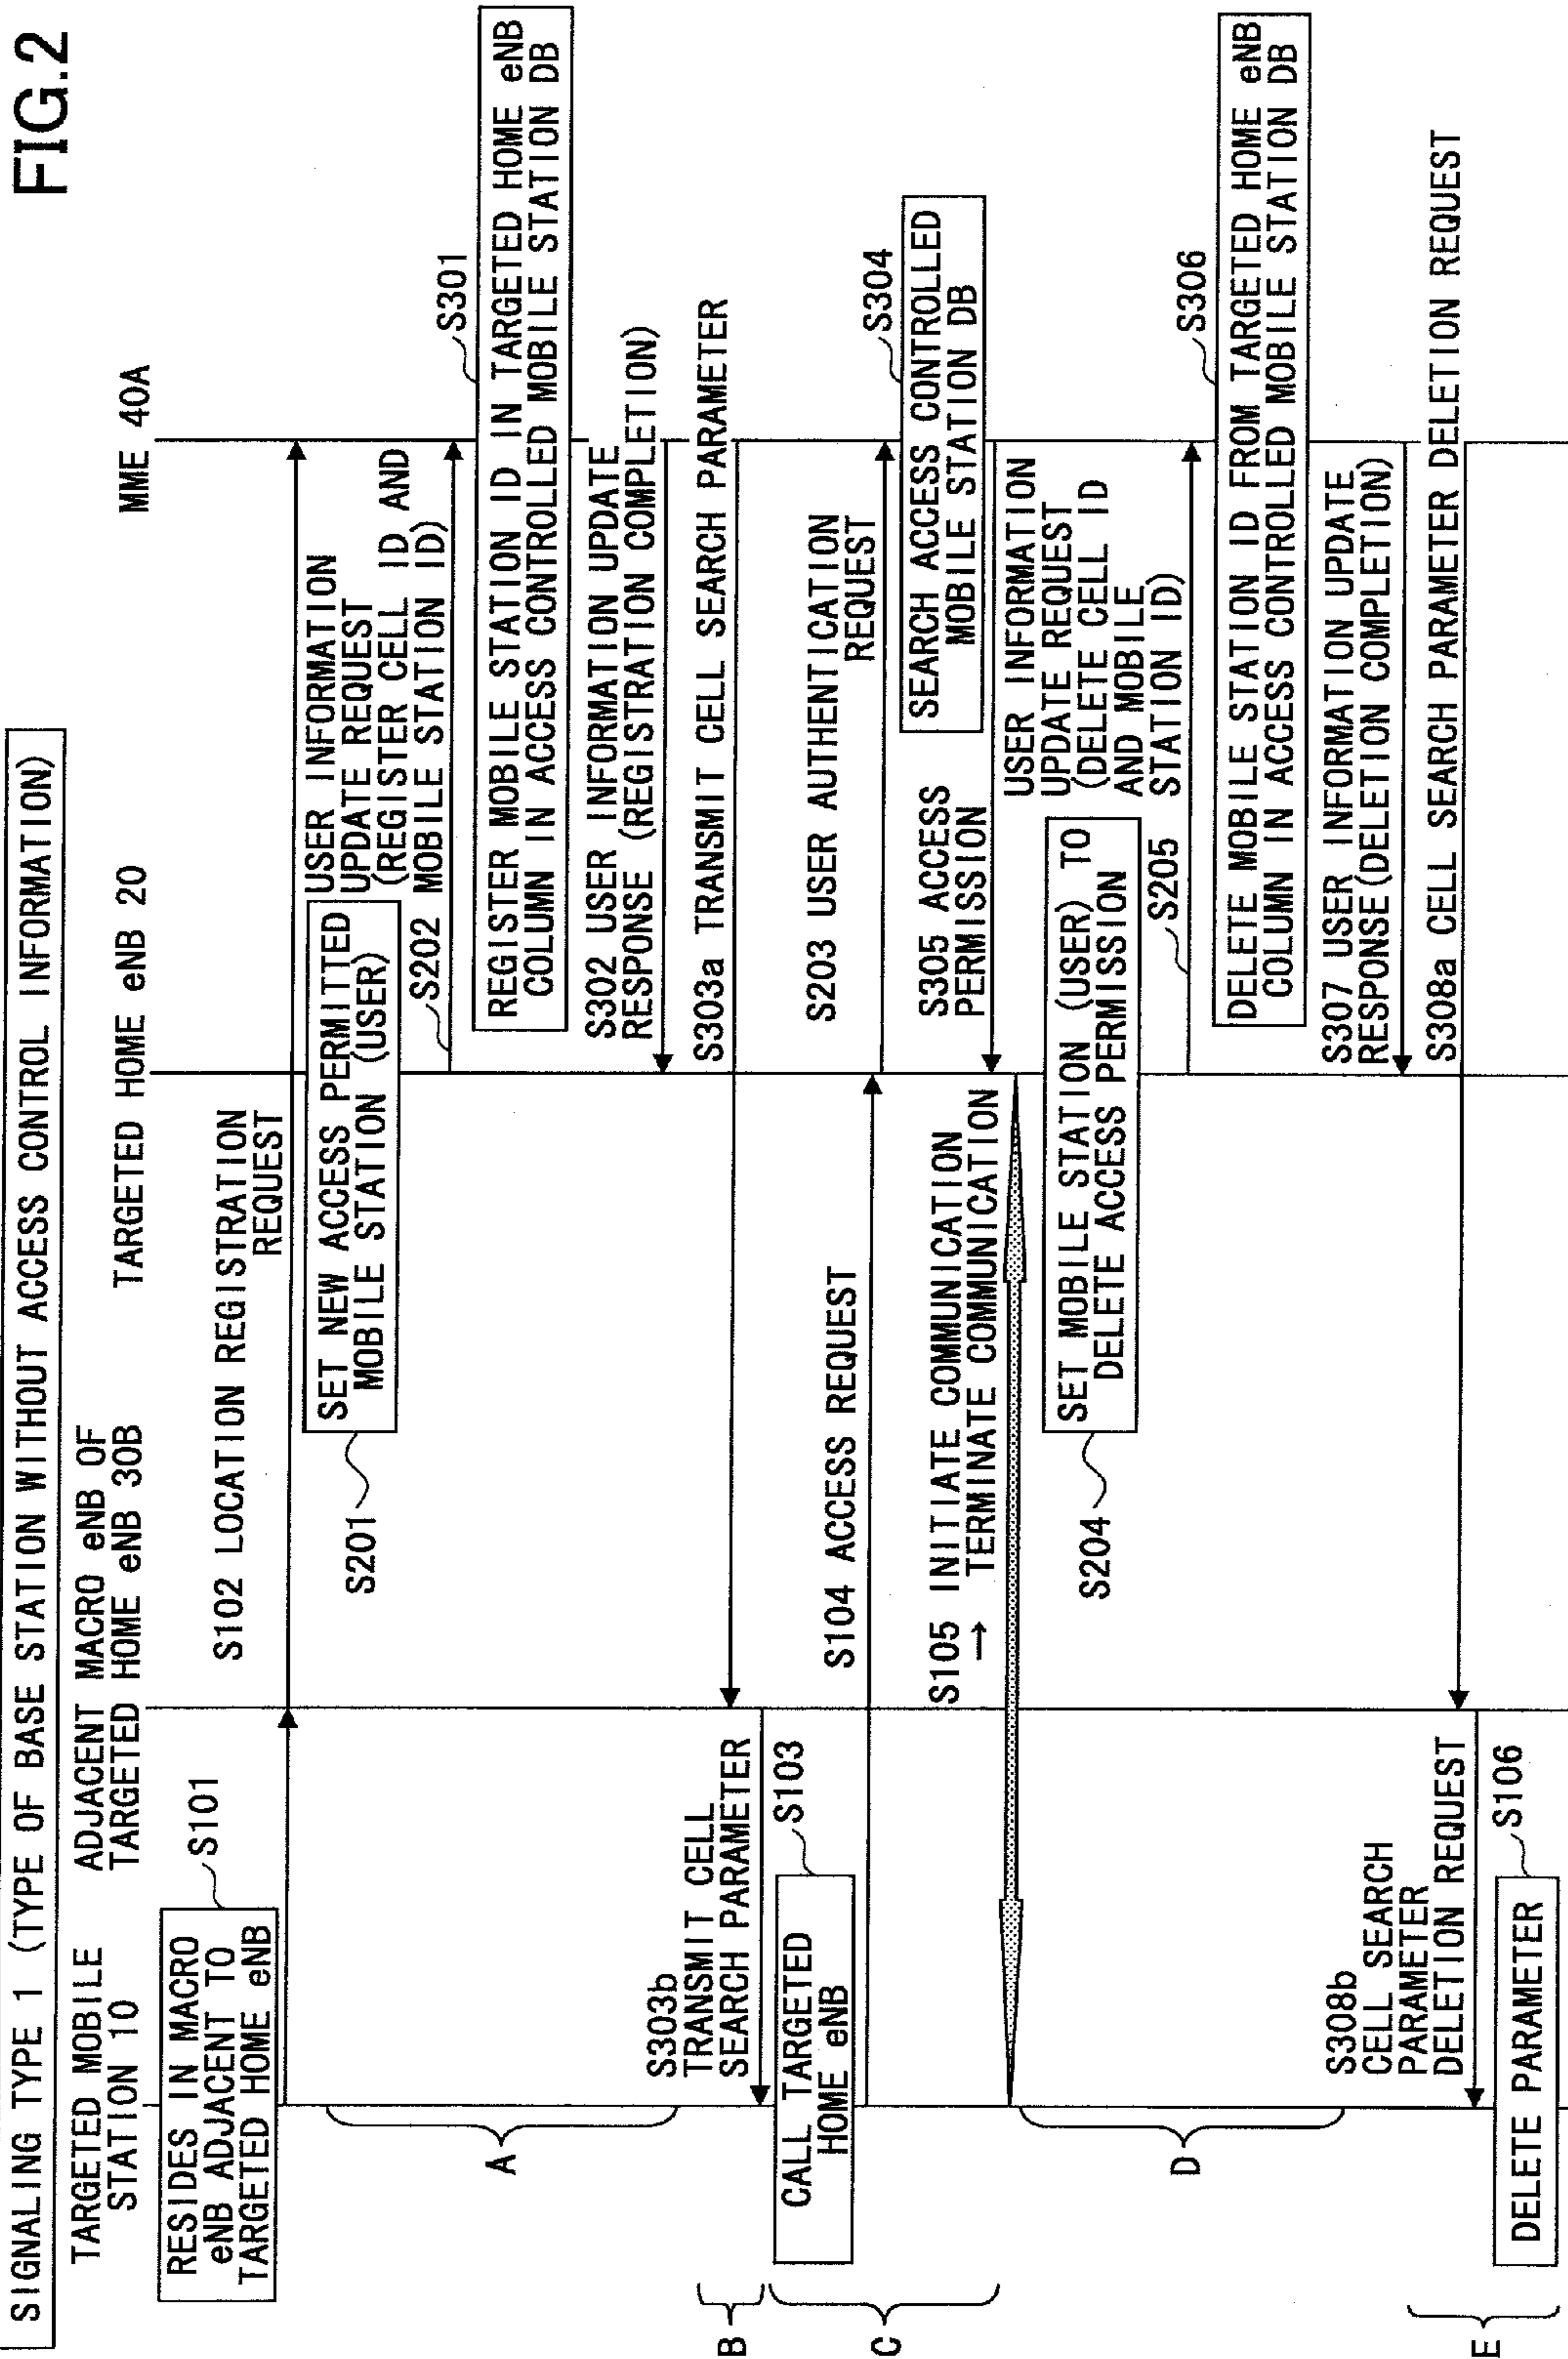 FIG.2
SIGNALING TYPE 1 (TYPE OF BASE STATION WITHOUT ACCESS CONTROL INFORMATION)
TARGETED MOBILE
STATION 10
ADJACENT MACRO eNB OF
TARGETED HOME eNB 30B
TARGETED HOME eNB 20
MME 40A
RESIDES IN MACRO
eNB ADJACENT TO
TARGETED HOME eNB
S101
S102 LOCATION REGISTRATION
REQUEST
A
S201
SET NEW ACCESS PERMITTED
MOBILE STATION (USER)
USER INFORMATION
UPDATE REQUEST
(REGISTER CELL ID AND
MOBILE STATION ID)
S202
S301
REGISTER MOBILE STATION ID IN TARGETED HOME eNB
COLUMN IN ACCESS CONTROLLED MOBILE STATION DB
S302 USER INFORMATION UPDATE
RESPONSE (REGISTRATION COMPLETION)
S303a TRANSMIT CELL SEARCH PARAMETER
B
S303b
TRANSMIT CELL
SEARCH PARAMETER
C
CALL TARGETED
HOME eNB
S103
S104 ACCESS REQUEST
S203 USER AUTHENTICATION
REQUEST
S304
SEARCH ACCESS CONTROLLED
MOBILE STATION DB
S305 ACCESS
PERMISSION
S105 INITIATE COMMUNICATION
→ TERMINATE COMMUNICATION
D
S204
SET MOBILE STATION (USER) TO
DELETE ACCESS PERMISSION
USER INFORMATION
UPDATE REQUEST
(DELETE CELL ID
AND MOBILE
STATION ID)
S205
S306
DELETE MOBILE STATION ID FROM TARGETED HOME eNB
COLUMN IN ACCESS CONTROLLED MOBILE STATION DB
S307 USER INFORMATION UPDATE
RESPONSE(DELETION COMPLETION)
S308a CELL SEARCH PARAMETER DELETION REQUEST
E
S308b
CELL SEARCH
PARAMETER
DELETION REQUEST
DELETE PARAMETER
S106